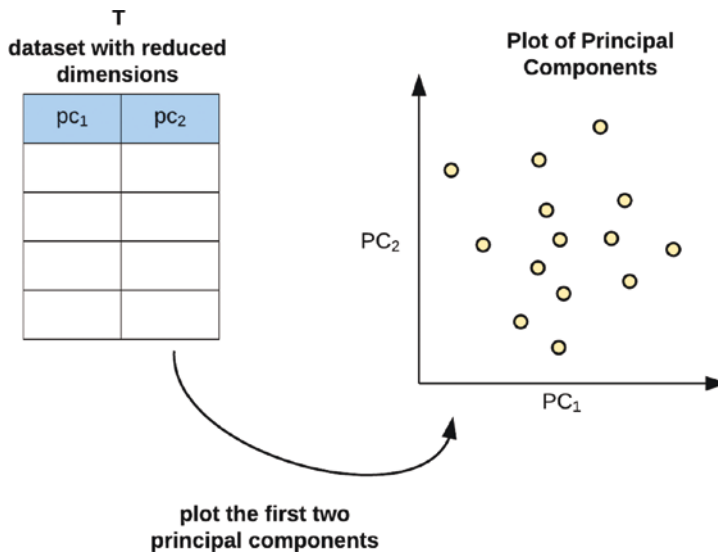 T
dataset with reduced
dimensions
pc₁ pc₂
Plot of Principal
Components
PC₂
PC₁
plot the first two
principal components